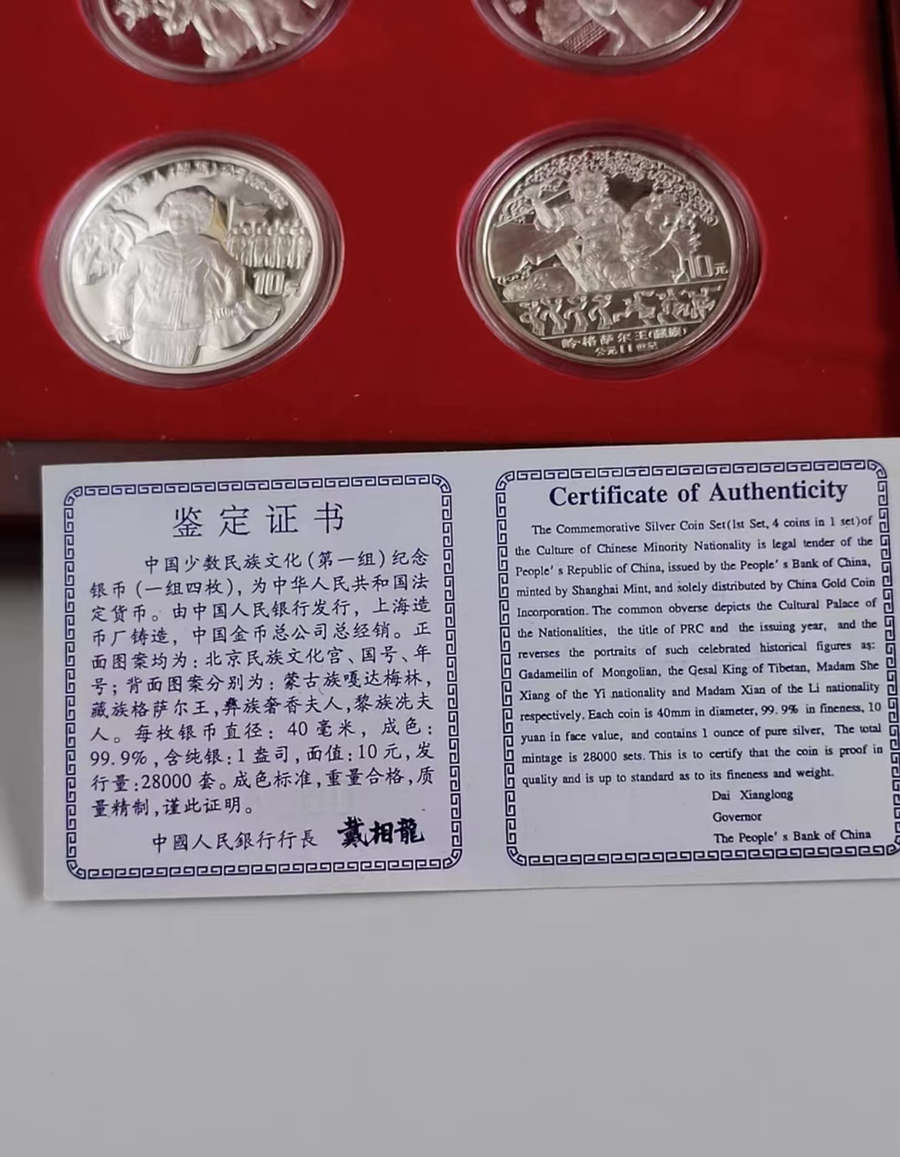 10元
10元
哈·格萨尔王(藏族)
公元11世纪
鉴定证书
中国少数民族文化(第一组)纪念
银币(一组四枚),为中华人民共和国法
定货币。由中国人民银行发行,上海造
币厂铸造,中国金币总公司总经销。正
面图案均为:北京民族文化宫、国号、年
号;背面图案分别为:蒙古族嘎达梅林,
藏族格萨尔王,彝族奢香夫人,黎族冼夫
人。每枚银币直径:40毫米,成色:
99.9%,含纯银:1盎司,面值:10元,发
行量:28000套。成色标准,重量合格,质
量精制,谨此证明。
中國人民銀行行長 戴相龍
Certificate of Authenticity
The Commemorative Silver Coin Set(1st Set, 4 coins in 1 set)of
the Culture of Chinese Minority Nationality is legal tender of the
People's Republic of China, issued by the People's Bank of China,
minted by Shanghai Mint, and solely distributed by China Gold Coin
Incorporation. The common obverse depicts the Cultural Palace of
the Nationalities, the title of PRC and the issuing year, and the
reverses the portraits of such celebrated historical figures as:
Gadameilin of Mongolian, the Gesal King of Tibetan, Madam She
Xiang of the Yi nationality and Madam Xian of the Li nationality
respectively. Each coin is 40mm in diameter, 99.9% in fineness, 10
yuan in face value, and contains 1 ounce of pure silver, The total
mintage is 28000 sets. This is to certify that the coin is proof in
quality and is up to standard as to its fineness and weight.
Dai Xianglong
Governor
The People's Bank of China